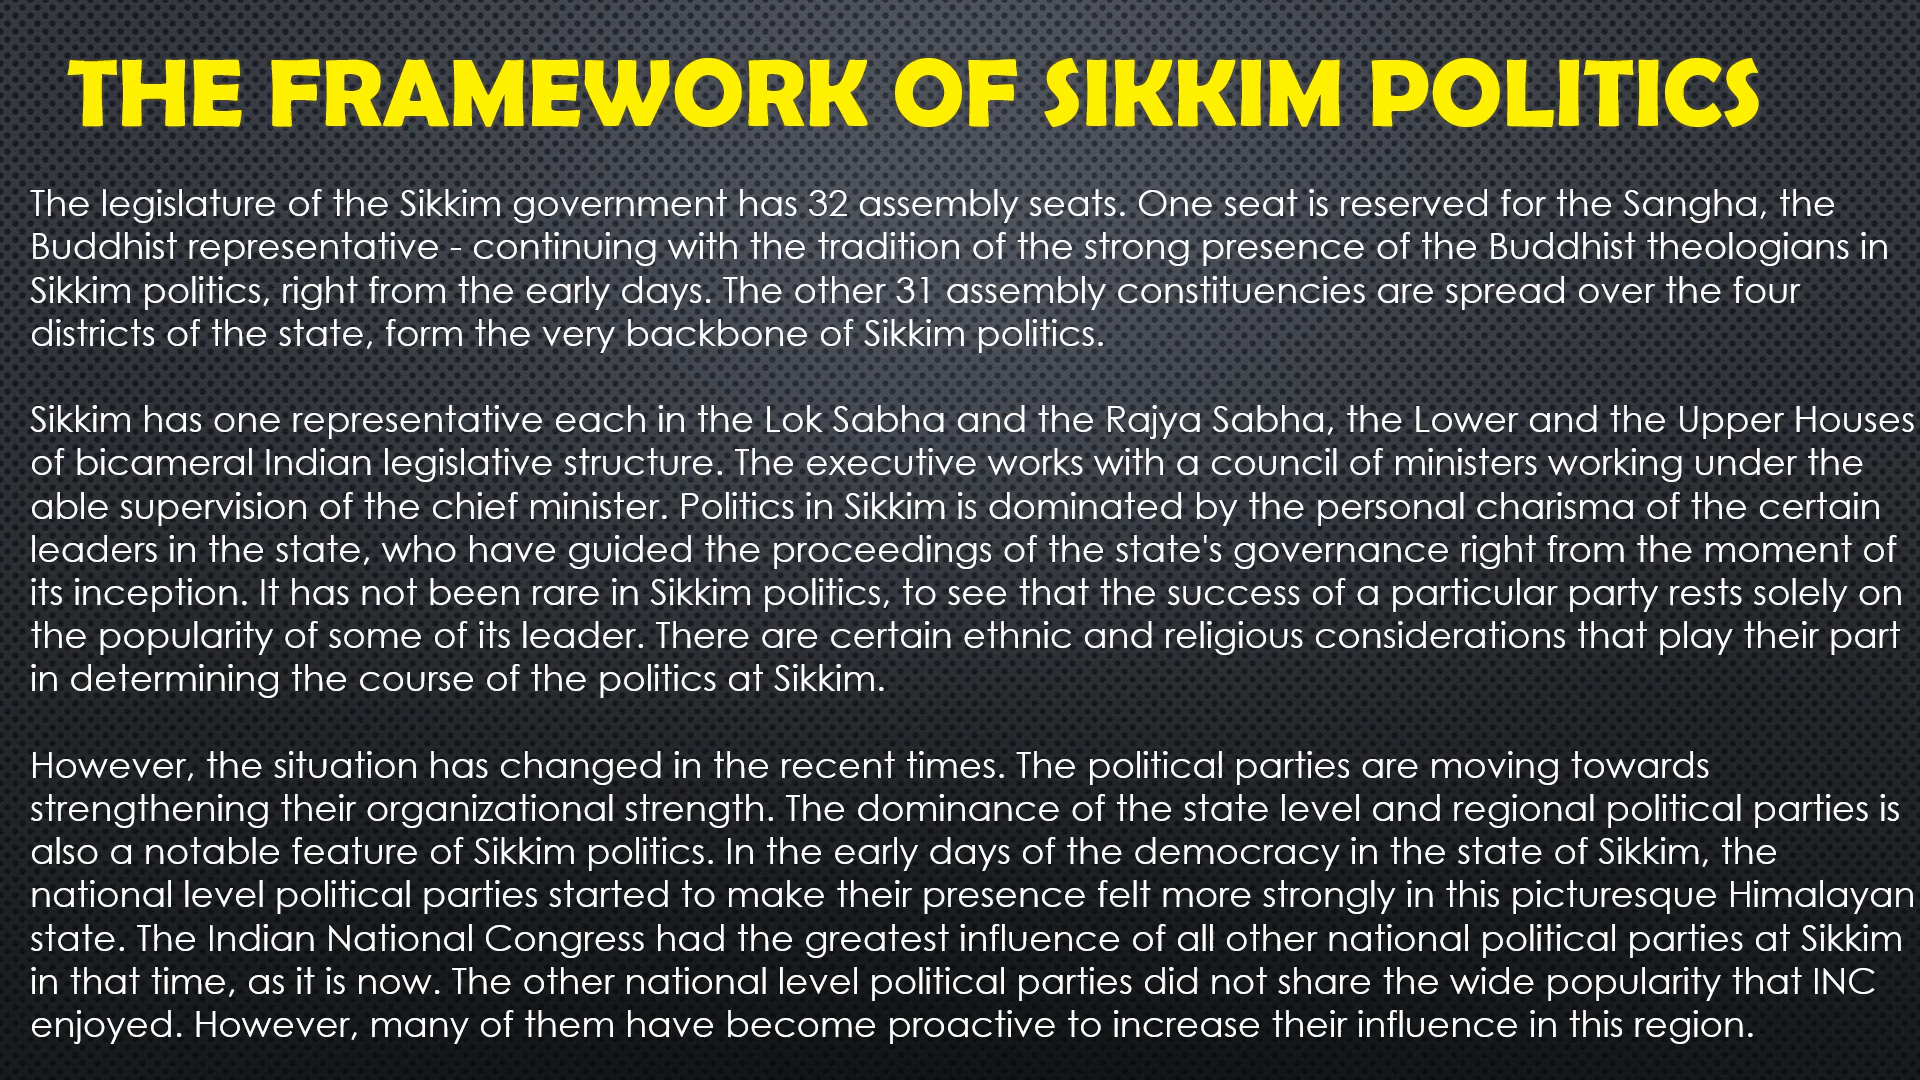 THE FRAMEWORK OF SIKKIM POLITICS
The legislature of the Sikkim government has 32 assembly seats. One seat is reserved for the Sangha, the
Buddhist representative - continuing with the tradition of the strong presence of the Buddhist theologians in
Sikkim politics, right from the early days. The other 31 assembly constituencies are spread over the four
districts of the state, form the very backbone of Sikkim politics.
Sikkim has one representative each in the Lok Sabha and the Rajya Sabha, the Lower and the Upper Houses
of bicameral Indian legislative structure. The executive works with a council of ministers working under the
able supervision of the chief minister. Politics in Sikkim is dominated by the personal charisma of the certain
leaders in the state, who have guided the proceedings of the state's governance right from the moment of
its inception. It has not been rare in Sikkim politics, to see that the success of a particular party rests solely on
the popularity of some of its leader. There are certain ethnic and religious considerations that play their part
in determining the course of the politics at Sikkim.
However, the situation has changed in the recent times. The political parties are moving towards
strengthening their organizational strength. The dominance of the state level and regional political parties is
also a notable feature of Sikkim politics. In the early days of the democracy in the state of Sikkim, the
national level political parties started to make their presence felt more strongly in this picturesque Himalayan
state. The Indian National Congress had the greatest influence of all other national political parties at Sikkim
in that time, as it is now. The other national level political parties did not share the wide popularity that INC
enjoyed. However, many of them have become proactive to increase their influence in this region.